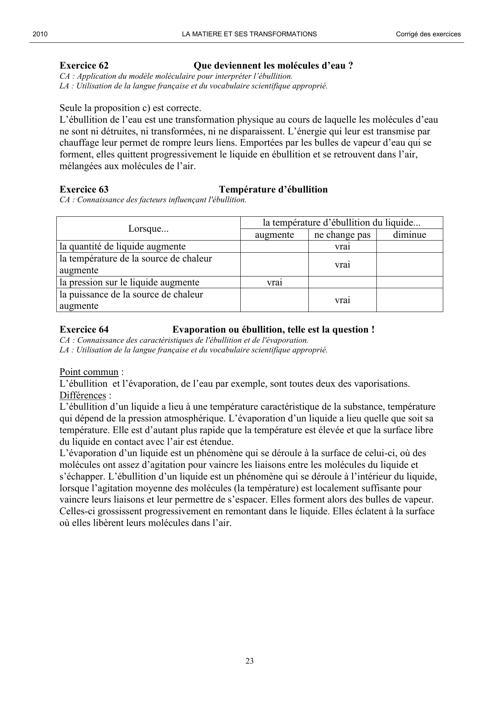 2010 LA MATIERE ET SES TRANSFORMATIONS Corrigé des exercices
Exercice 62 Que deviennent les molécules d'eau ?
CA : Application du modèle moléculaire pour interpréter l'ébullition.
LA : Utilisation de la langue française et du vocabulaire scientifique approprié.
Seule la proposition c) est correcte.
L'ébullition de l'eau est une transformation physique au cours de laquelle les molécules d'eau
ne sont ni détruites, ni transformées, ni ne disparaissent. L'énergie qui leur est transmise par
chauffage leur permet de rompre leurs liens. Emportées par les bulles de vapeur d'eau qui se
forment, elles quittent progressivement le liquide en ébullition et se retrouvent dans l'air,
mélangées aux molécules de l'air.
Exercice 63 Température d'ébullition
CA : Connaissance des facteurs influençant l'ébullition.
Lorsque... la température d'ébullition du liquide...
augmente ne change pas diminue
la quantité de liquide augmente vrai
la température de la source de chaleur
augmente vrai
la pression sur le liquide augmente vrai
la puissance de la source de chaleur
augmente vrai
Exercice 64 Evaporation ou ébullition, telle est la question !
CA : Connaissance des caractéristiques de l'ébullition et de l'évaporation.
LA : Utilisation de la langue française et du vocabulaire scientifique approprié.
Point commun :
L'ébullition et l'évaporation, de l'eau par exemple, sont toutes deux des vaporisations.
Différences :
L'ébullition d'un liquide a lieu à une température caractéristique de la substance, température
qui dépend de la pression atmosphérique. L'évaporation d'un liquide a lieu quelle que soit sa
température. Elle est d'autant plus rapide que la température est élevée et que la surface libre
du liquide en contact avec l'air est étendue.
L'évaporation d'un liquide est un phénomène qui se déroule à la surface de celui-ci, où des
molécules ont assez d'agitation pour vaincre les liaisons entre les molécules du liquide et
s'échapper. L'ébullition d'un liquide est un phénomène qui se déroule à l'intérieur du liquide,
lorsque l'agitation moyenne des molécules (la température) est localement suffisante pour
vaincre leurs liaisons et leur permettre de s'espacer. Elles forment alors des bulles de vapeur.
Celles-ci grossissent progressivement en remontant dans le liquide. Elles éclatent à la surface
où elles libèrent leurs molécules dans l'air.
23